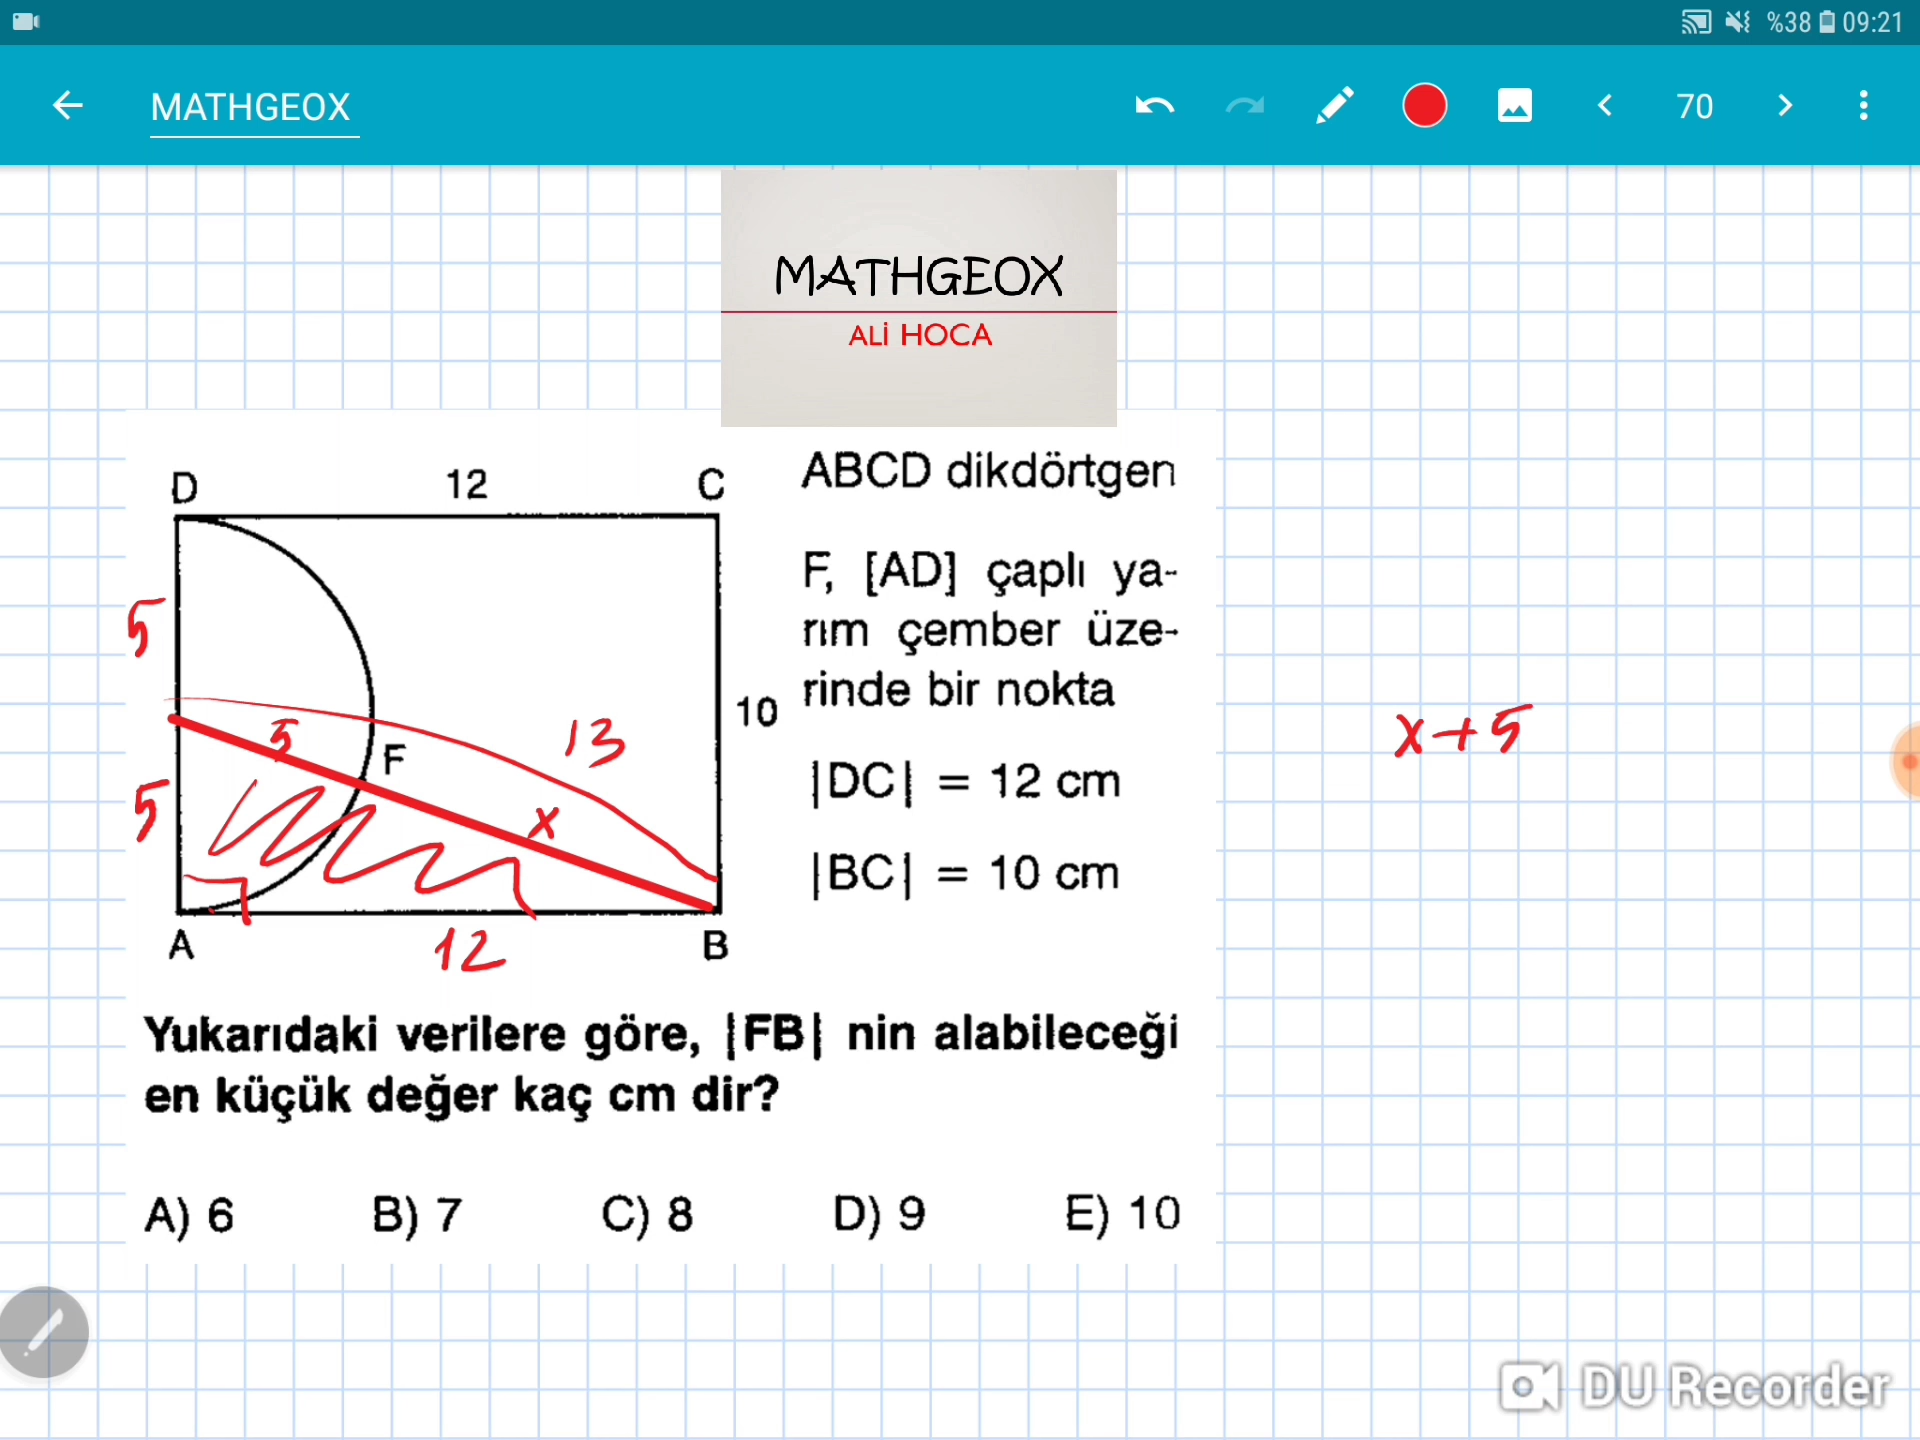 %38 09:21
MATHGEOX
70
MATHGEOX
ALİ HOCA
D 12 C
ABCD dikdörtgen
F, [AD] çaplı ya-
rım çember üze-
rinde bir nokta
|DC| = 12 cm
|BC| = 10 cm
5
5
5
F
13
x
10
x+5
A 12 B
Yukarıdaki verilere göre, |FB| nin alabileceği
en küçük değer kaç cm dir?
A) 6 B) 7 C) 8 D) 9 E) 10
DU Recorder